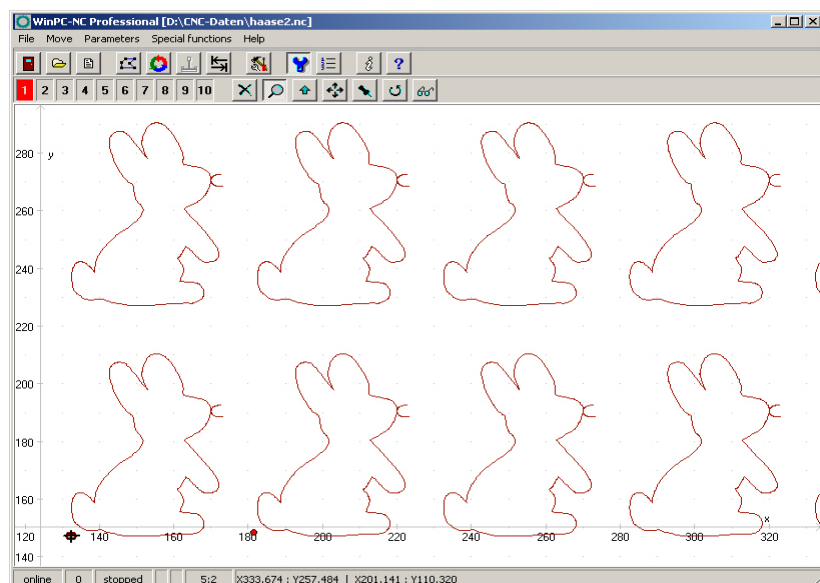 WinPC-NC Professional [D:\CNC-Daten\haase2.nc]
File Move Parameters Special functions Help
1 2 3 4 5 6 7 8 9 10
280 y
260
240
220
200
180
160 x
120 140 160 180 200 220 240 260 280 300 320
140
online 0 stopped 5:2 X333.674 ; Y257.484 | X201.141 ; Y110.320